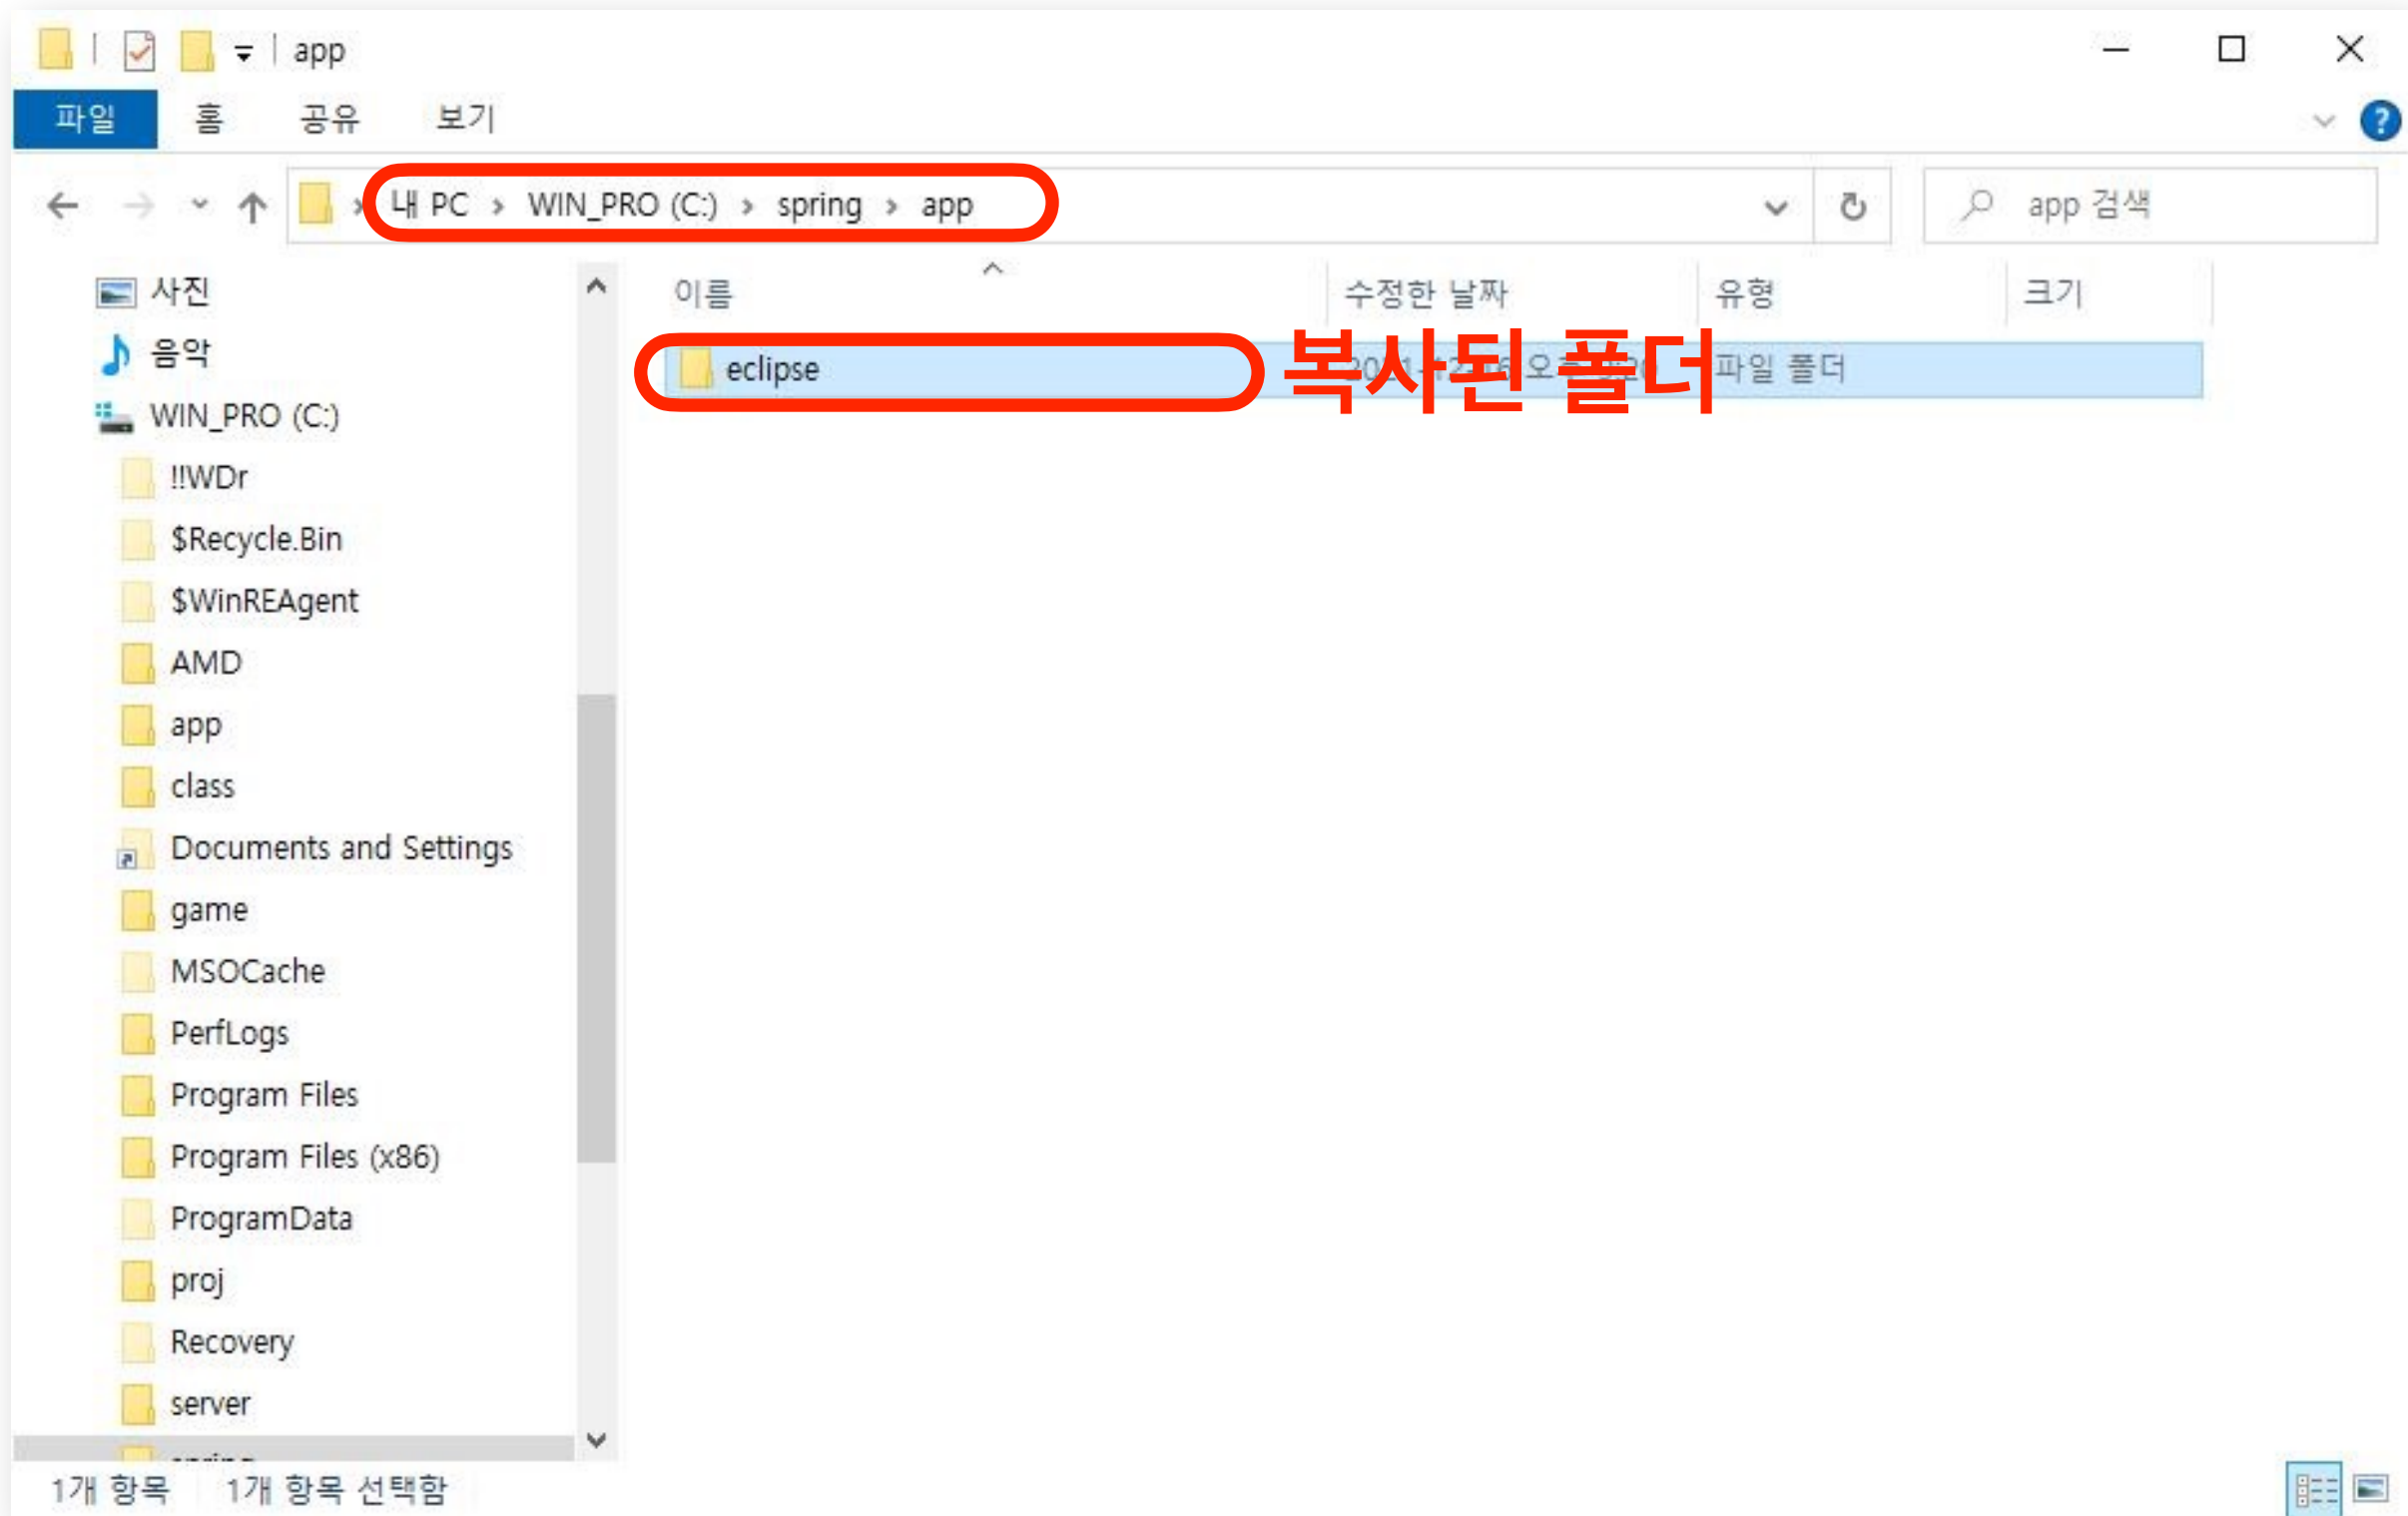 app
파일 홈 공유 보기
내 PC > WIN_PRO (C:) > spring > app
app 검색
이름 수정한 날짜 유형 크기
사진
음악
WIN_PRO (C:)
!!WDr
$Recycle.Bin
$WinREAgent
AMD
app
class
Documents and Settings
game
MSOCache
PerfLogs
Program Files
Program Files (x86)
ProgramData
proj
Recovery
server
eclipse 파일 폴더
복사된 폴더
1개 항목 1개 항목 선택함